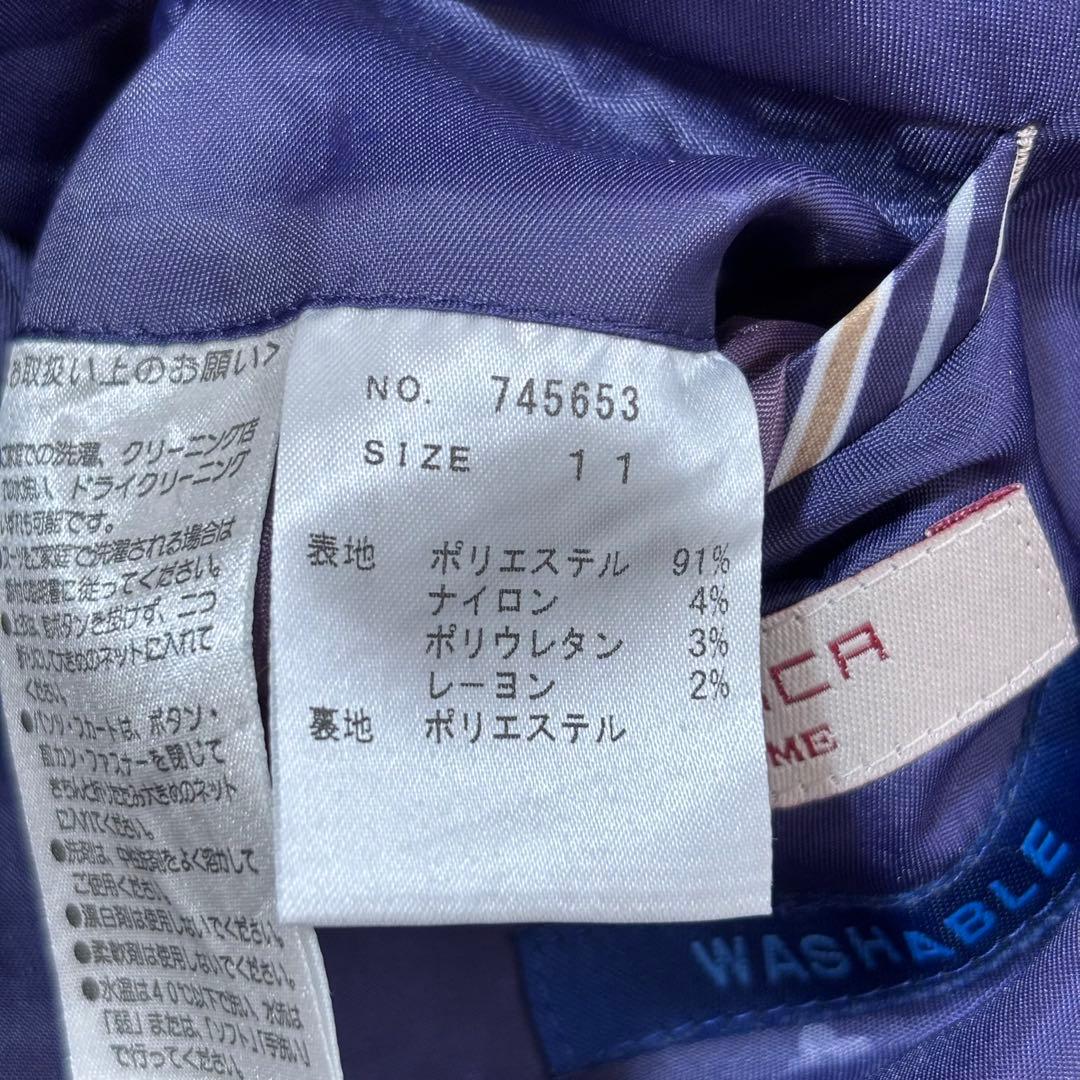 お取扱い上のお願い>
ご家庭での洗濯、クリーニング店
での水洗い、ドライクリーニング
いずれも可能です。
スーツをご家庭で洗濯される場合は
に従ってください。
●上衣は、前ボタンを掛けず、二つ
折りにして大きめのネットに入れて
ください。
●パンツ・スカートは、ボタン・
前カン・ファスナーを閉じて
きちんと折りたたみ大きめのネット
に入れてください。
●洗剤は、中性洗剤をよく溶かして
ご使用ください。
●漂白剤は使用しないでください。
●柔軟剤は使用しないでください。
●水温は40℃以下で洗い、水流は
「弱」または、「ソフト」「手洗い」
で行ってください。
NO. 745653
SIZE 11
表地 ポリエステル 91%
ナイロン 4%
ポリウレタン 3%
レーヨン 2%
裏地 ポリエステル
CA
ME
WASHABLE